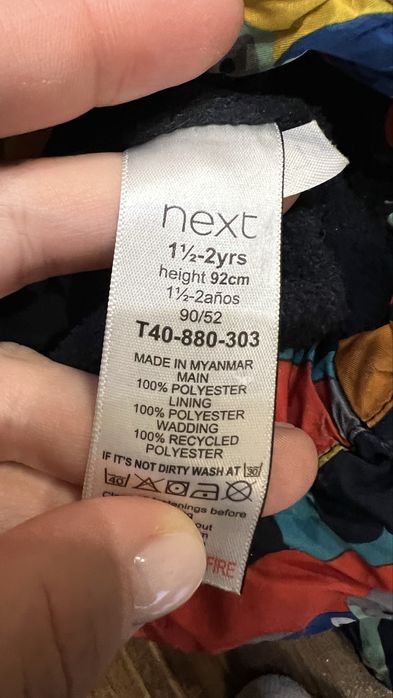 next
1½-2yrs
height 92cm
1½-2años
90/52
T40-880-303
MADE IN MYANMAR
MAIN
100% POLYESTER
LINING
100% POLYESTER
WADDING
100% RECYCLED
POLYESTER
IF IT'S NOT DIRTY WASH AT 30
40
before
FIRE